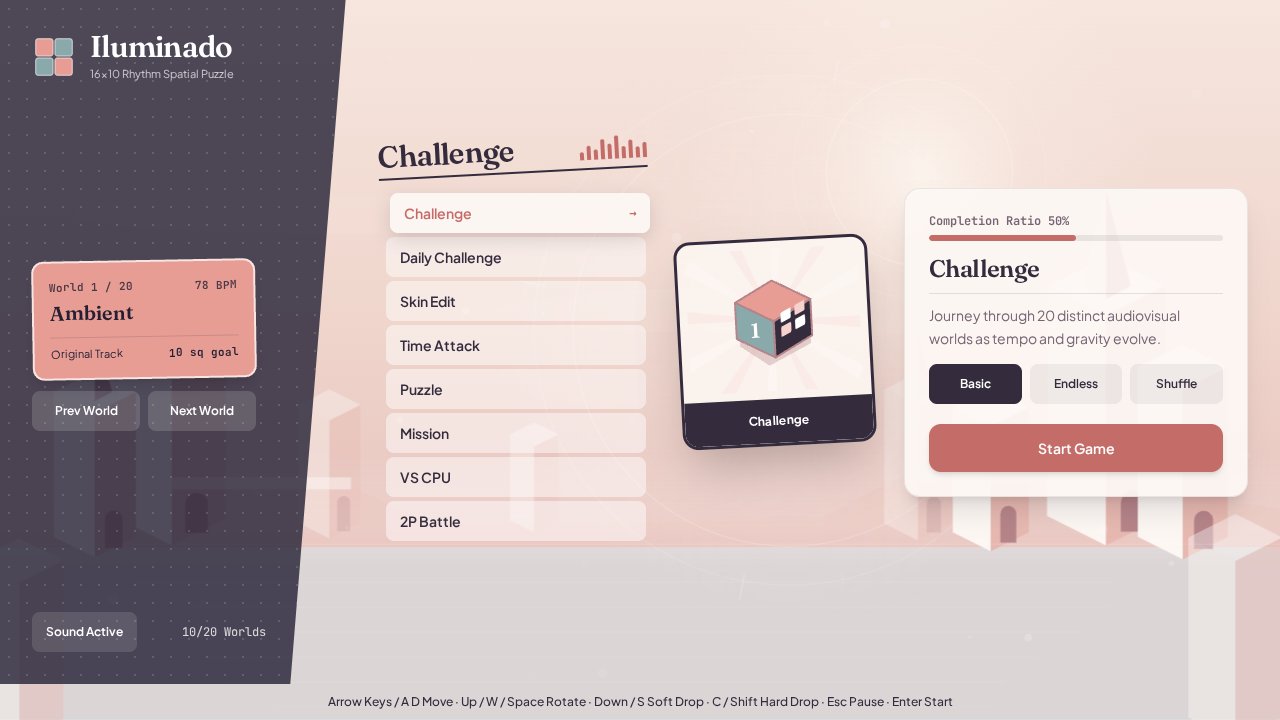 Iluminado
16×10 Rhythm Spatial Puzzle
World 1 / 20
78 BPM
Ambient
Original Track
10 sq goal
Prev World
Next World
Sound Active
10/20 Worlds
Challenge
Challenge →
Daily Challenge
Skin Edit
Time Attack
Puzzle
Mission
VS CPU
2P Battle
1
Challenge
Completion Ratio 50%
Challenge
Journey through 20 distinct audiovisual
worlds as tempo and gravity evolve.
Basic
Endless
Shuffle
Start Game
Arrow Keys / A D Move · Up / W / Space Rotate · Down / S Soft Drop · C / Shift Hard Drop · Esc Pause · Enter Start